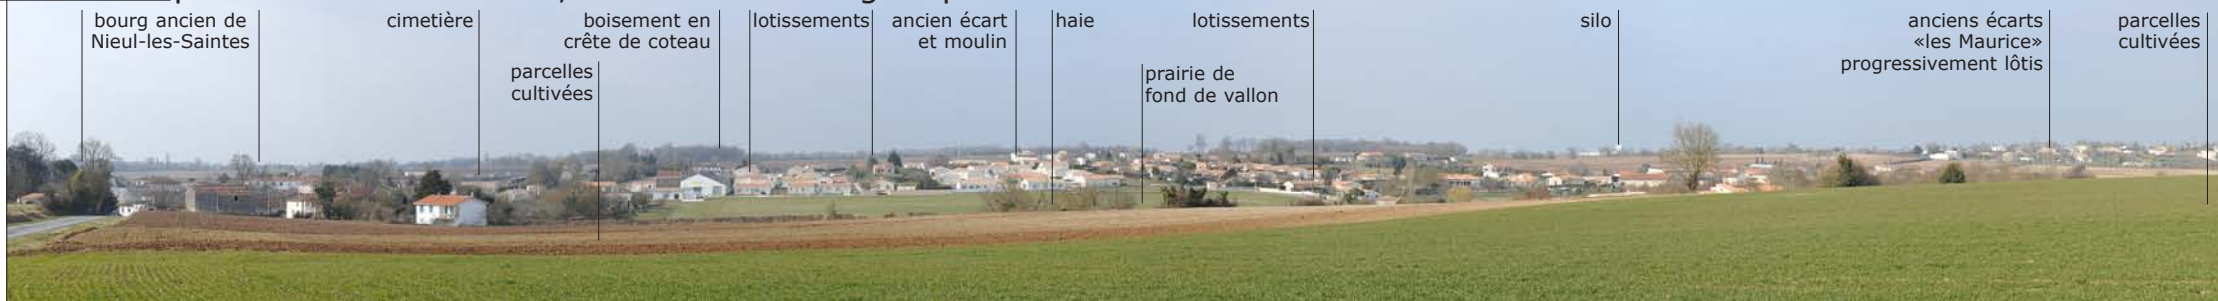 bourg ancien de
Nieul-les-Saintes
cimetière
parcelles
cultivées
boisement en
crête de coteau
lotissements
ancien écart
et moulin
haie
prairie de
fond de vallon
lotissements
silo
anciens écarts
«les Maurice»
progressivement lôtis
parcelles
cultivées